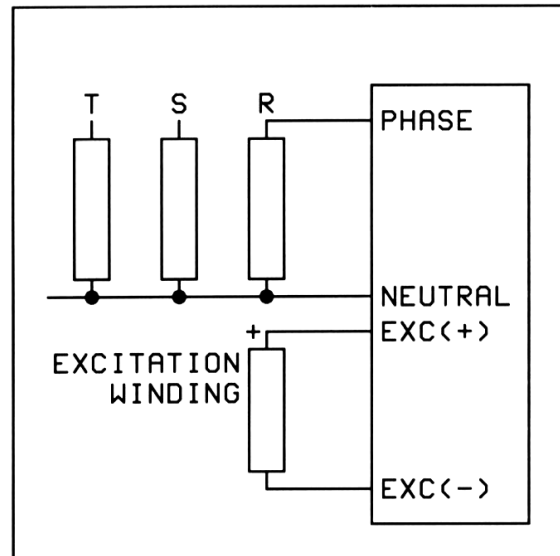 T S R
PHASE
NEUTRAL
+ EXC(+)
EXCITATION
WINDING
EXC(-)